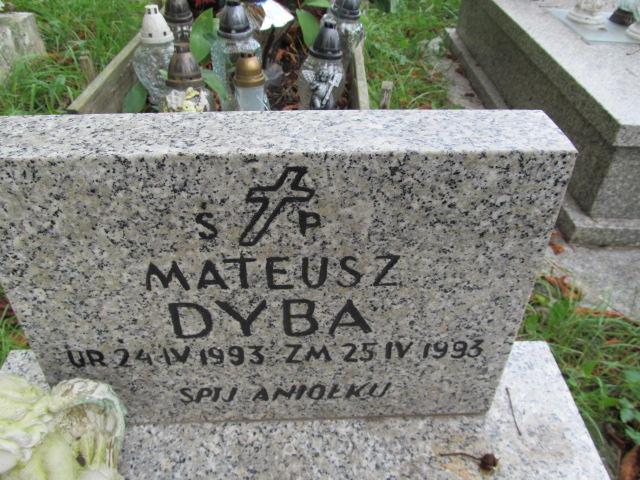 Ś P
MATEUSZ
DYBA
UR 24 IV 1993 ZM 25 IV 1993
ŚPIJ ANIOŁKU